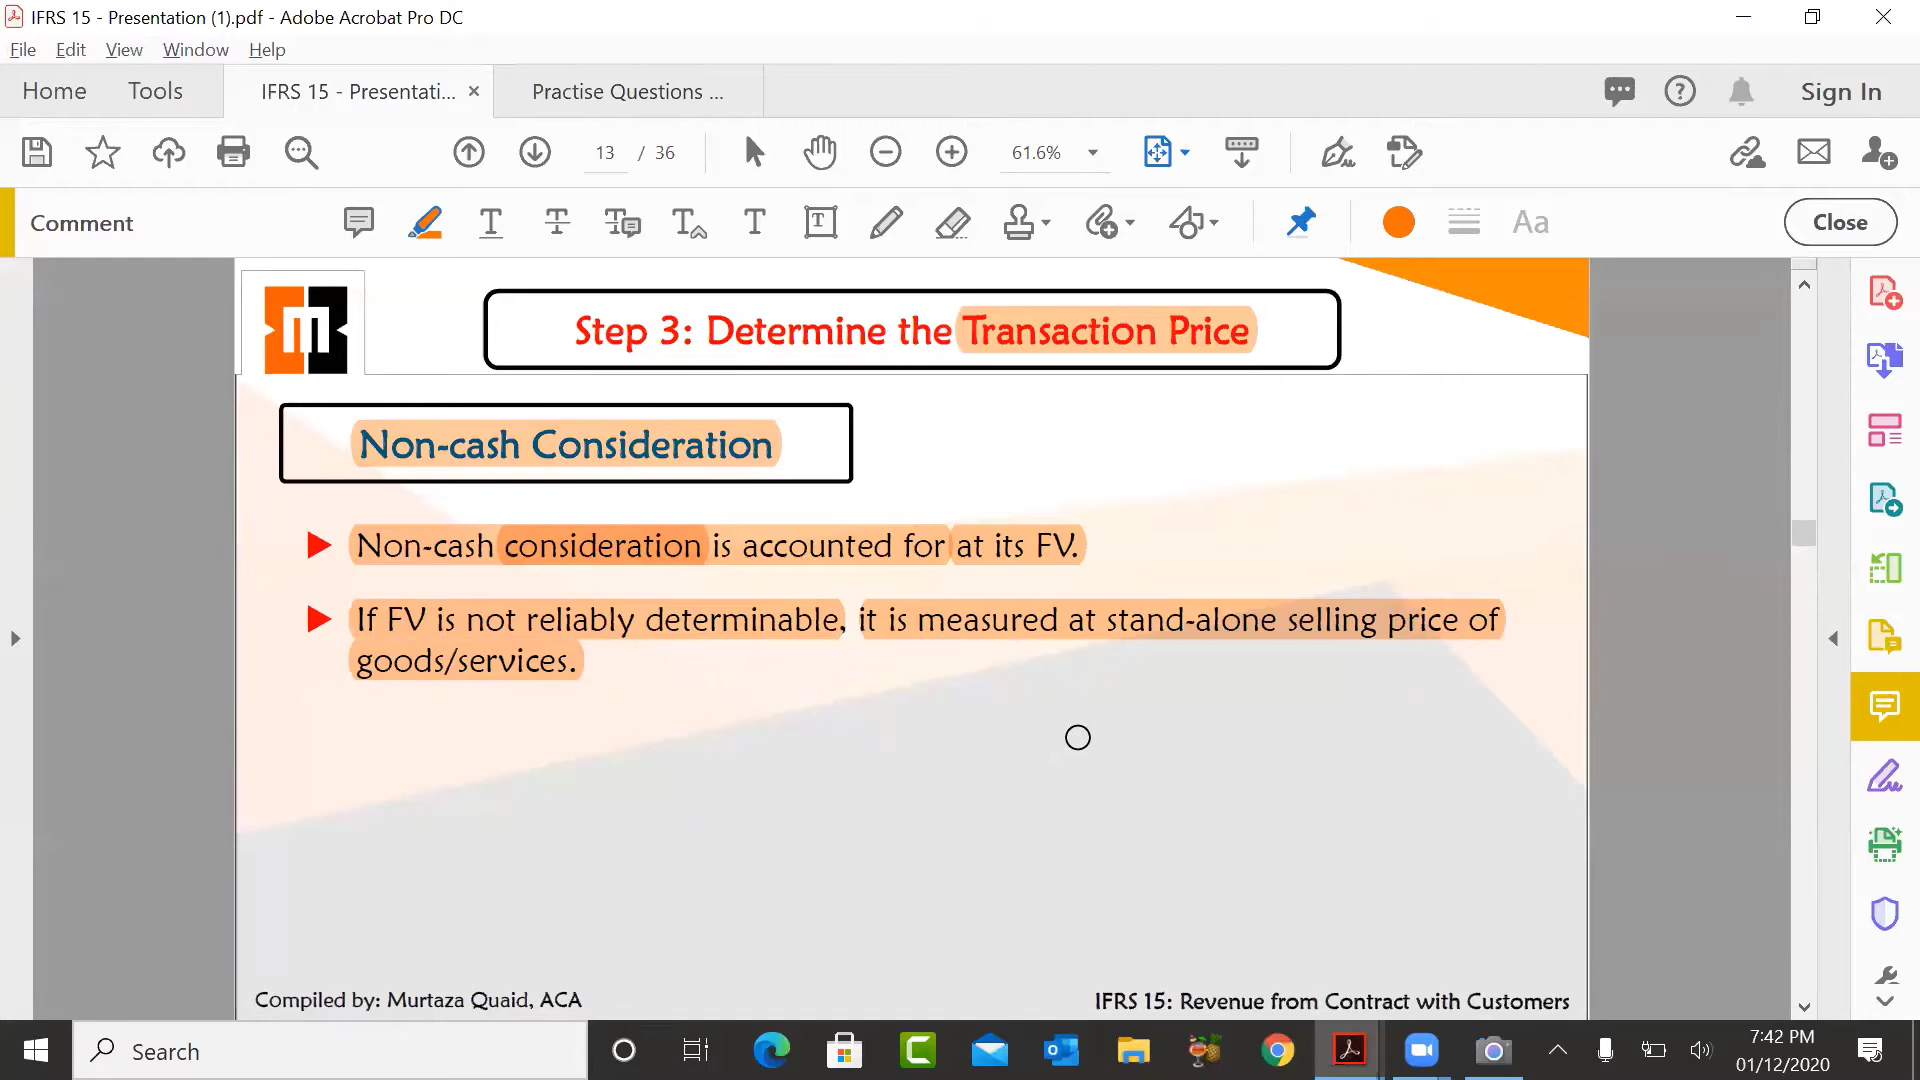 IFRS 15 - Presentation (1).pdf - Adobe Acrobat Pro DC
File Edit View Window Help
Home Tools IFRS 15 - Presentati... × Practise Questions ... Sign In
13 / 36 61.6%
Comment Aa Close
Step 3: Determine the Transaction Price
Non-cash Consideration
Non-cash consideration is accounted for at its FV.
If FV is not reliably determinable, it is measured at stand-alone selling price of
goods/services.
Compiled by: Murtaza Quaid, ACA
IFRS 15: Revenue from Contract with Customers
Search
7:42 PM
01/12/2020